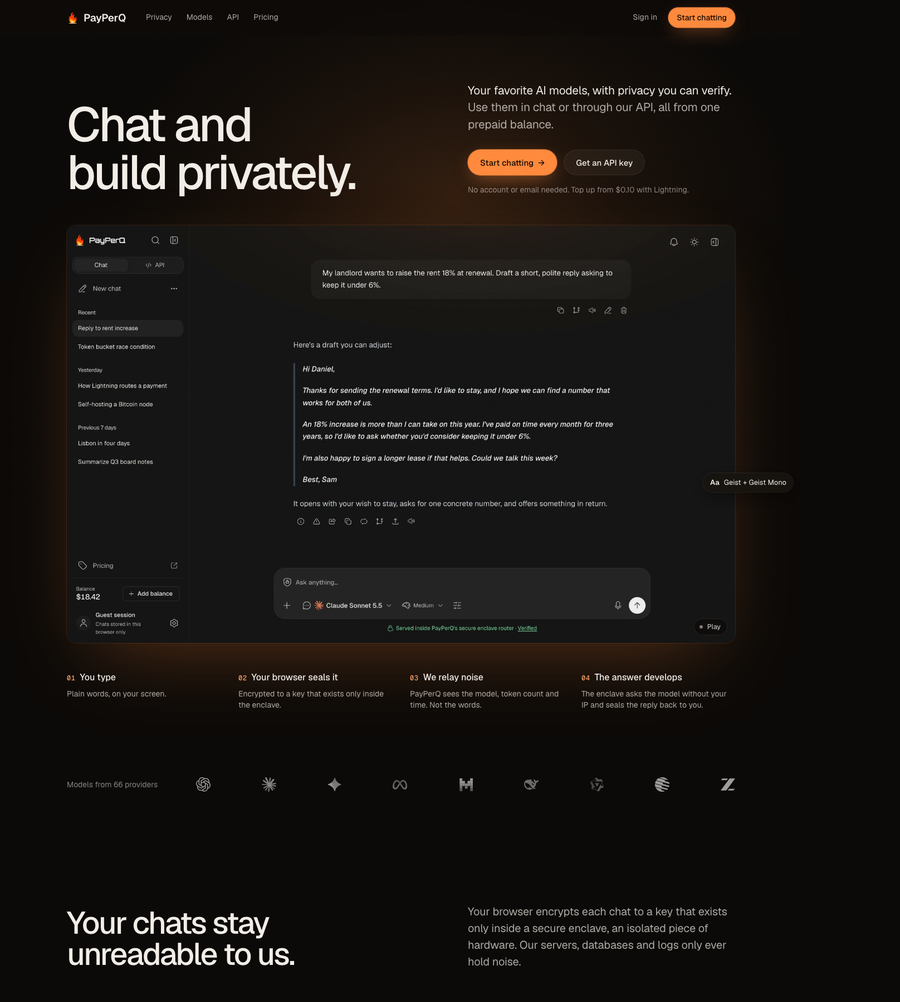 PayPerQ
Privacy
Models
API
Pricing
Sign in
Start chatting
Chat and
build privately.
Your favorite AI models, with privacy you can verify.
Use them in chat or through our API, all from one
prepaid balance.
Start chatting →
Get an API key
No account or email needed. Top up from $0.10 with Lightning.
PayPerQ
Chat
</> API
New chat
Recent
Reply to rent increase
Token bucket race condition
Yesterday
How Lightning routes a payment
Self-hosting a Bitcoin node
Previous 7 days
Lisbon in four days
Summarize Q3 board notes
Pricing
Balance
$18.42
+ Add balance
Guest session
Chats stored in this
browser only
My landlord wants to raise the rent 18% at renewal. Draft a short, polite reply asking to
keep it under 6%.
Here's a draft you can adjust:
Hi Daniel,
Thanks for sending the renewal terms. I'd like to stay, and I hope we can find a number that
works for both of us.
An 18% increase is more than I can take on this year. I've paid on time every month for three
years, so I'd like to ask whether you'd consider keeping it under 6%.
I'm also happy to sign a longer lease if that helps. Could we talk this week?
Best, Sam
It opens with your wish to stay, asks for one concrete number, and offers something in return.
Aa Geist + Geist Mono
Ask anything...
Claude Sonnet 5.5
Medium
Served inside PayPerQ's secure enclave router · Verified
Play
01 You type
Plain words, on your screen.
02 Your browser seals it
Encrypted to a key that exists only inside
the enclave.
03 We relay noise
PayPerQ sees the model, token count and
time. Not the words.
04 The answer develops
The enclave asks the model without your
IP and seals the reply back to you.
Models from 66 providers
Your chats stay
unreadable to us.
Your browser encrypts each chat to a key that exists
only inside a secure enclave, an isolated piece of
hardware. Our servers, databases and logs only ever
hold noise.